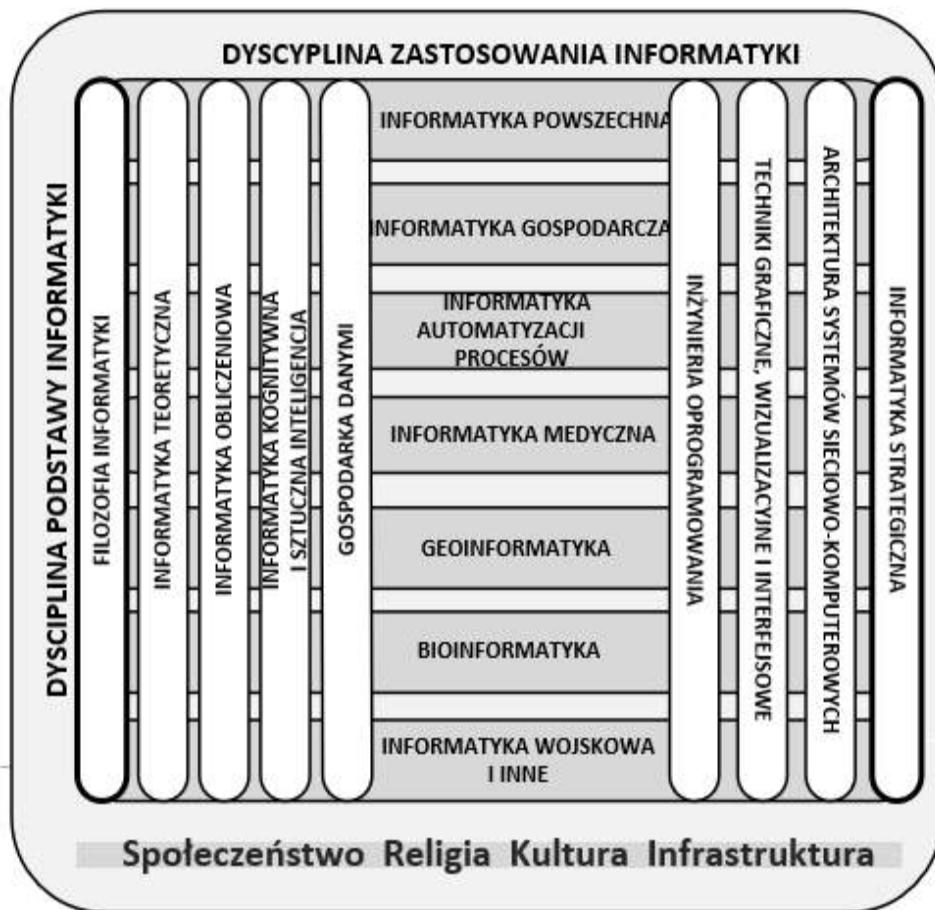 DYSCYPLINA ZASTOSOWANIA INFORMATYKI
DYSCIPLINA PODSTAWY INFORMATYKI
FILOZOFIA INFORMATYKI
INFORMATYKA TEORETYCZNA
INFORMATYKA OBLICZENIOWA
INFORMATYKA KOGNITYWNA
I SZTUCZNA INTELIGENCJA
GOSPODARKA DANYMI
INFORMATYKA POWSZECHNA
INFORMATYKA GOSPODARCZA
INFORMATYKA
AUTOMATYZACJI
PROCESÓW
INFORMATYKA MEDYCZNA
GEOINFORMATYKA
BIOINFORMATYKA
INFORMATYKA WOJSKOWA
I INNE
INŻYNIERIA OPROGRAMOWANIA
TECHNIKI GRAFICZNE, WIZUALIZACYJNE I INTERFEJSOWE
ARCHITEKTURA SYSTEMÓW SIECIOWO-KOMPUTEROWYCH
INFORMATYKA STRATEGICZNA
Społeczeństwo Religia Kultura Infrastruktura